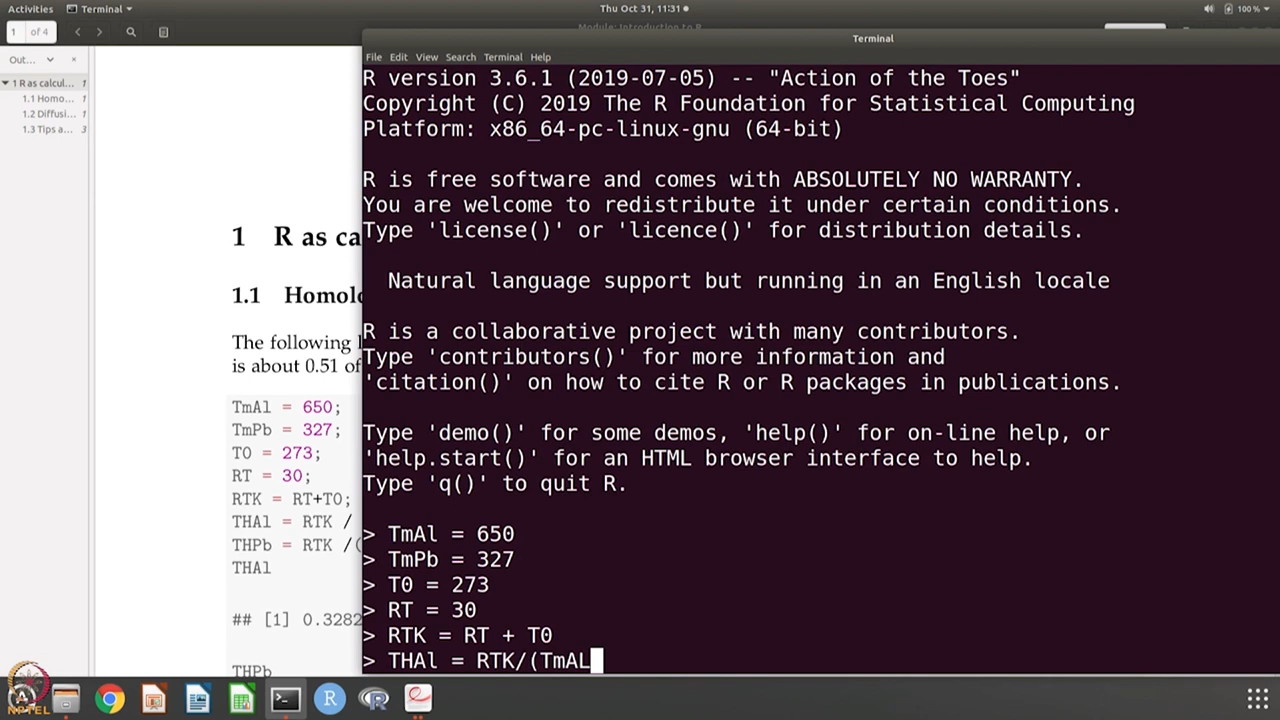 Activities Terminal Thu Oct 31, 11:31 100 %
1 of 4
Module: Introduction to R
Terminal
File Edit View Search Terminal Help
Out...
1 R as calcul... 1
1.1 Homo... 1
1.2 Diffusi... 1
1.3 Tips a... 3
1 R as ca
1.1 Homolo
The following l
is about 0.51 of
TmAl = 650;
TmPb = 327;
T0 = 273;
RT = 30;
RTK = RT+T0;
THAl = RTK /
THPb = RTK /(
THAl
## [1] 0.3282
THPb
R version 3.6.1 (2019-07-05) -- "Action of the Toes"
Copyright (C) 2019 The R Foundation for Statistical Computing
Platform: x86_64-pc-linux-gnu (64-bit)
R is free software and comes with ABSOLUTELY NO WARRANTY.
You are welcome to redistribute it under certain conditions.
Type 'license()' or 'licence()' for distribution details.
Natural language support but running in an English locale
R is a collaborative project with many contributors.
Type 'contributors()' for more information and
'citation()' on how to cite R or R packages in publications.
Type 'demo()' for some demos, 'help()' for on-line help, or
'help.start()' for an HTML browser interface to help.
Type 'q()' to quit R.
> TmAl = 650
> TmPb = 327
> T0 = 273
> RT = 30
> RTK = RT + T0
> THAl = RTK/(TmAL
NPTEL